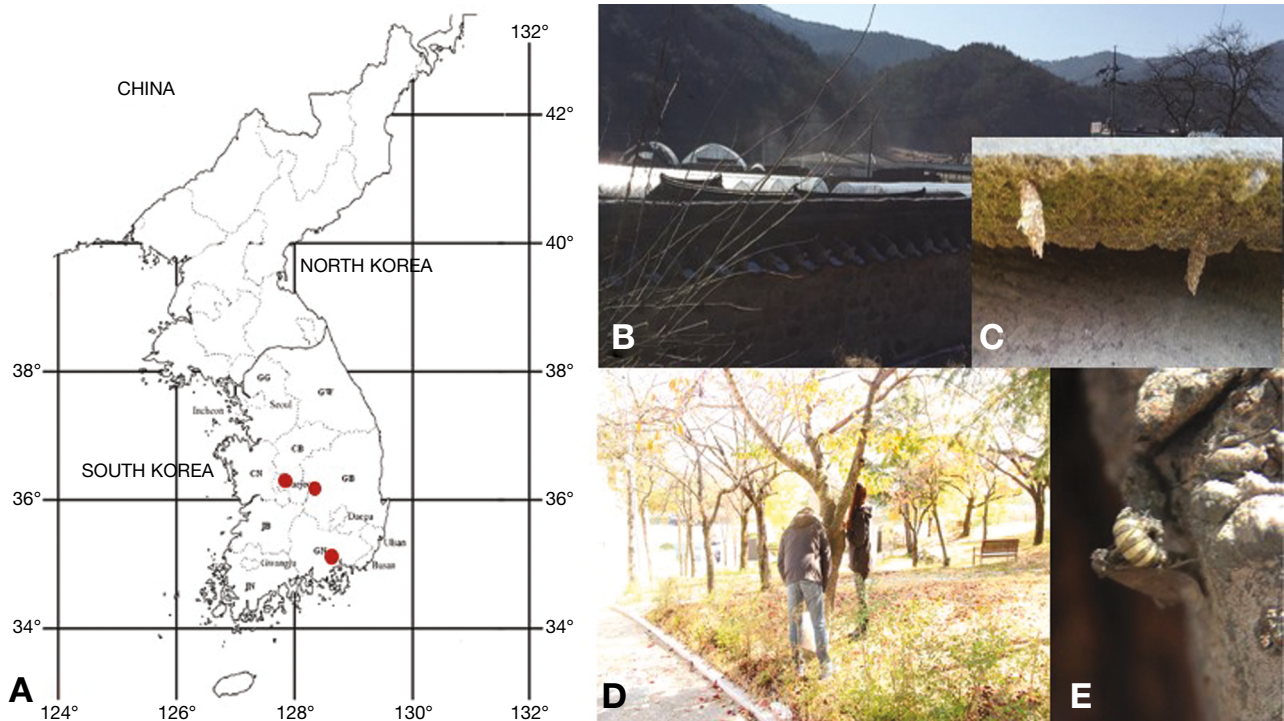 132°
CHINA
42°
40°
NORTH KOREA
38°
38°
GG
GW
Seoul
Incheon
CB
SOUTH KOREA
CN
GB
36°
36°
Daegu
JB
Ulsan
GN
Gwangju
Busan
JN
34°
34°
A
124°
126°
128°
130°
132°
B
C
D
E